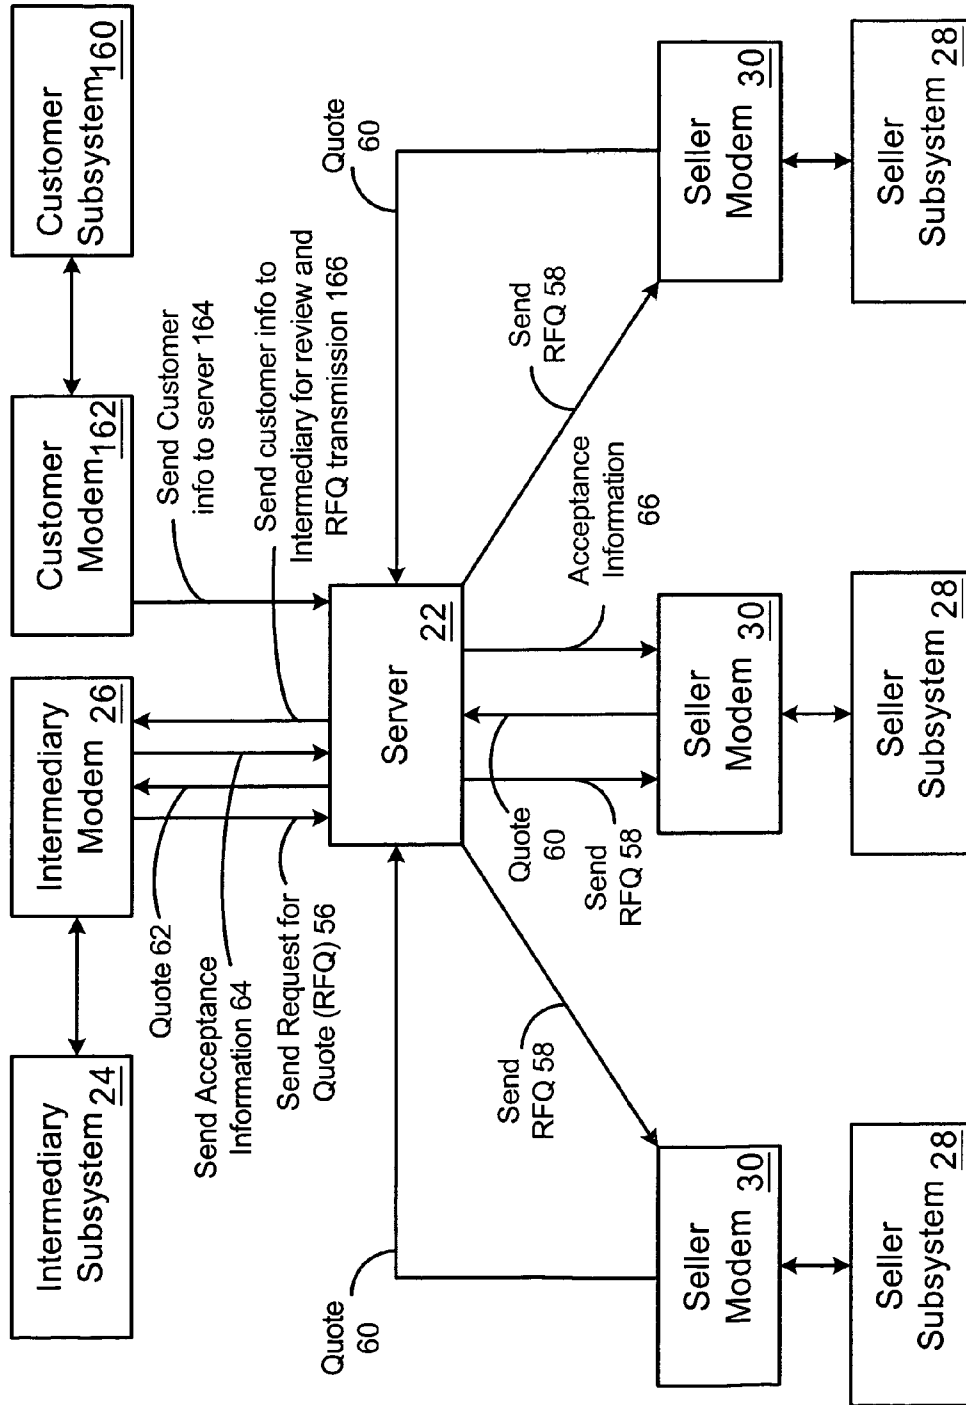 Intermediary
Subsystem 24
Intermediary
Modem 26
Customer
Modem 162
Customer
Subsystem 160
Quote 62
Send Acceptance
Information 64
Send Request for
Quote (RFQ) 56
Send Customer
info to server 164
Send customer info to
Intermediary for review and
RFQ transmission 166
Server
22
Quote
60
Send
RFQ 58
Quote
60
Send
RFQ 58
Acceptance
Information
66
Send
RFQ 58
Quote
60
Seller
Modem 30
Seller
Modem 30
Seller
Modem 30
Seller
Subsystem 28
Seller
Subsystem 28
Seller
Subsystem 28